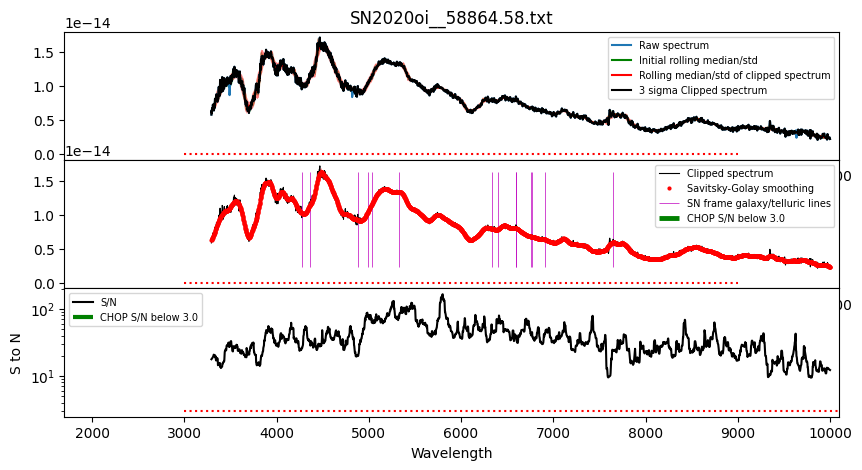 SN2020oi__58864.58.txt
1e−14
1.5
1.0
0.5
0.0
Raw spectrum
Initial rolling median/std
Rolling median/std of clipped spectrum
3 sigma Clipped spectrum
1e−14
1.5
1.0
0.5
0.0
Clipped spectrum
Savitsky-Golay smoothing
SN frame galaxy/telluric lines
CHOP S/N below 3.0
S to N
10²
10¹
S/N
CHOP S/N below 3.0
2000 3000 4000 5000 6000 7000 8000 9000 10000
Wavelength